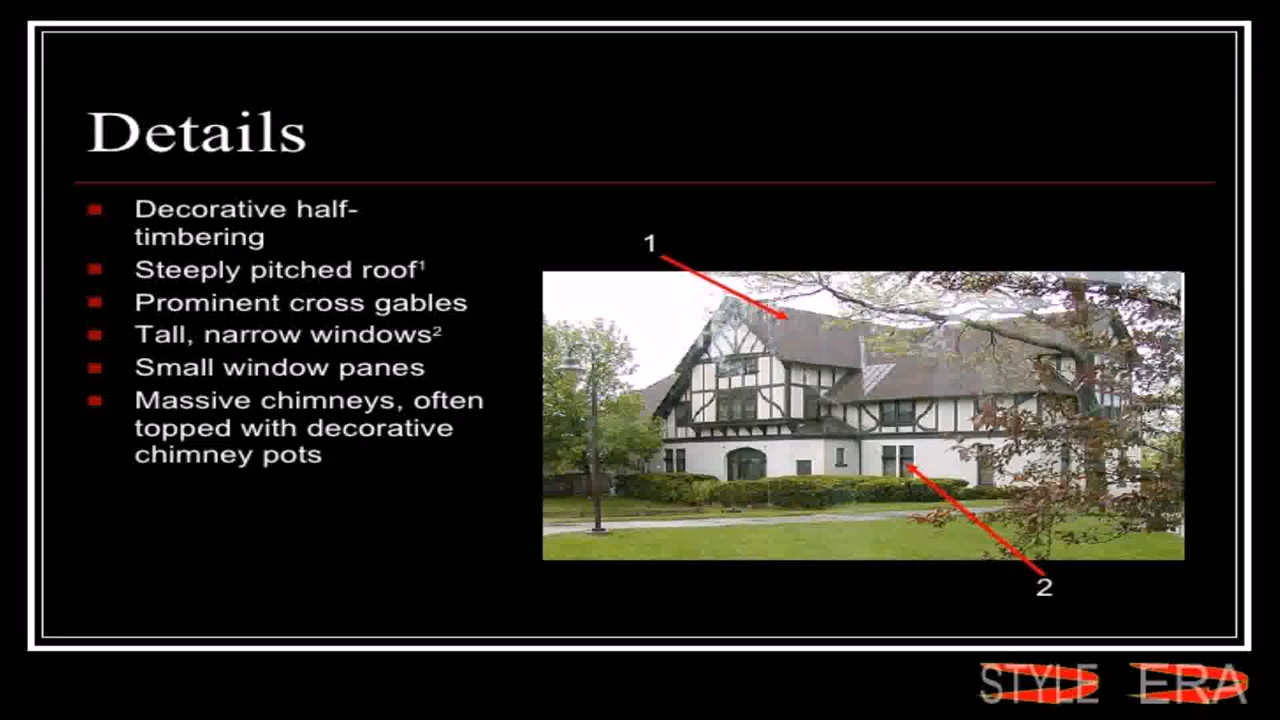 Details
Decorative half-
timbering
Steeply pitched roof¹
Prominent cross gables
Tall, narrow windows²
Small window panes
Massive chimneys, often
topped with decorative
chimney pots
1
2
STYLE ERA